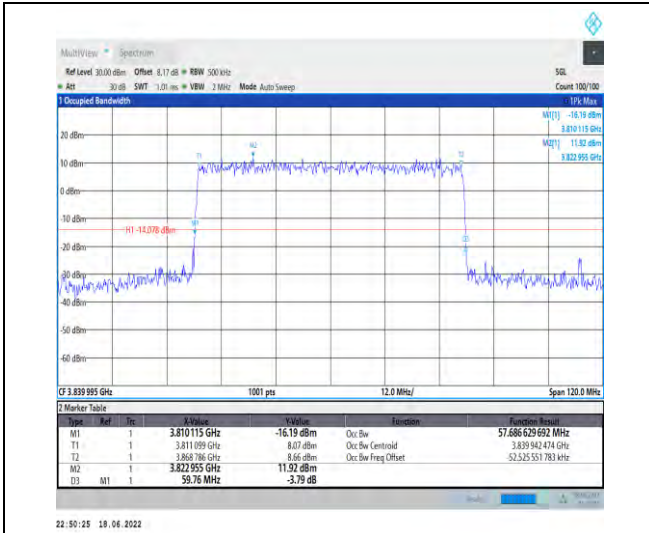 MultiView Spectrum
Ref Level 30.00 dBm Offset 8.17 dB RBW 500 kHz SGL
Att 30 dB SWT 1.01 ms VBW 2 MHz Mode Auto Sweep Count 100/100
1 Occupied Bandwidth 1Pk Max
M1[1] -16.19 dBm
3.810 115 GHz
M2[1] 11.92 dBm
3.822 955 GHz
20 dBm
M2
T1
T2
10 dBm
0 dBm
-10 dBm
M1
H1 -14.078 dBm
D3
-20 dBm
-30 dBm
-40 dBm
-50 dBm
-60 dBm
CF 3.839 995 GHz 1001 pts 12.0 MHz/ Span 120.0 MHz
2 Marker Table
Type Ref Trc X-Value Y-Value Function Function Result
M1 1 3.810 115 GHz -16.19 dBm Occ Bw 57.686 629 692 MHz
T1 1 3.811 099 GHz 8.07 dBm Occ Bw Centroid 3.839 942 474 GHz
T2 1 3.868 786 GHz 8.66 dBm Occ Bw Freq Offset -52.525 551 783 kHz
M2 1 3.822 955 GHz 11.92 dBm
D3 M1 1 59.76 MHz -3.79 dB
22:50:25 18.06.2022